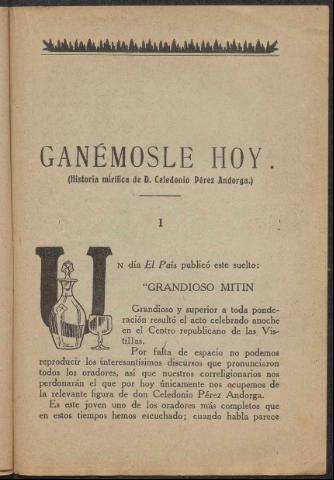 GANÉMOSLE HOY.
(Historia mirífica de D. Celedonio Pérez Andorga.)
I
UN día El País publicó este suelto:
"GRANDIOSO MITIN
Grandioso y superior a toda ponde-
ración resultó el acto celebrado anoche
en el Centro republicano de las Vis-
tillas.
Por falta de espacio no podemos
reproducir los interesantísimos discursos que pronunciaron
todos los oradores, así que nuestros correligionarios nos
perdonarán el que por hoy únicamente nos ocupemos de
la relevante figura de don Celedonio Pérez Andorga.
Es este joven uno de los oradores más completos que
en estos tiempos hemos escuchado; cuando habla parece